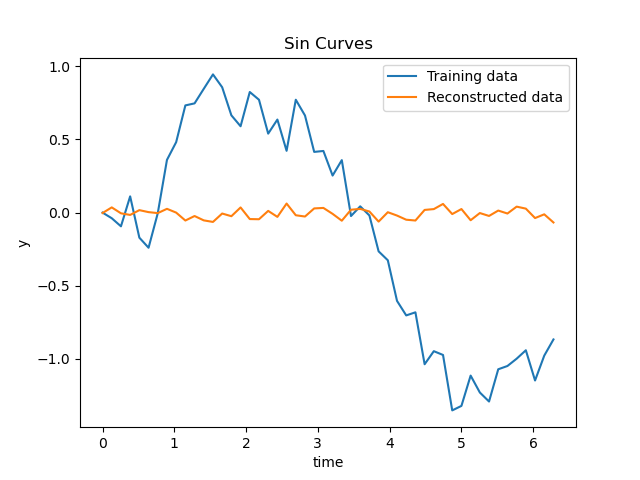 Sin Curves
Training data
Reconstructed data
1.0
0.5
0.0
−0.5
−1.0
y
0 1 2 3 4 5 6
time